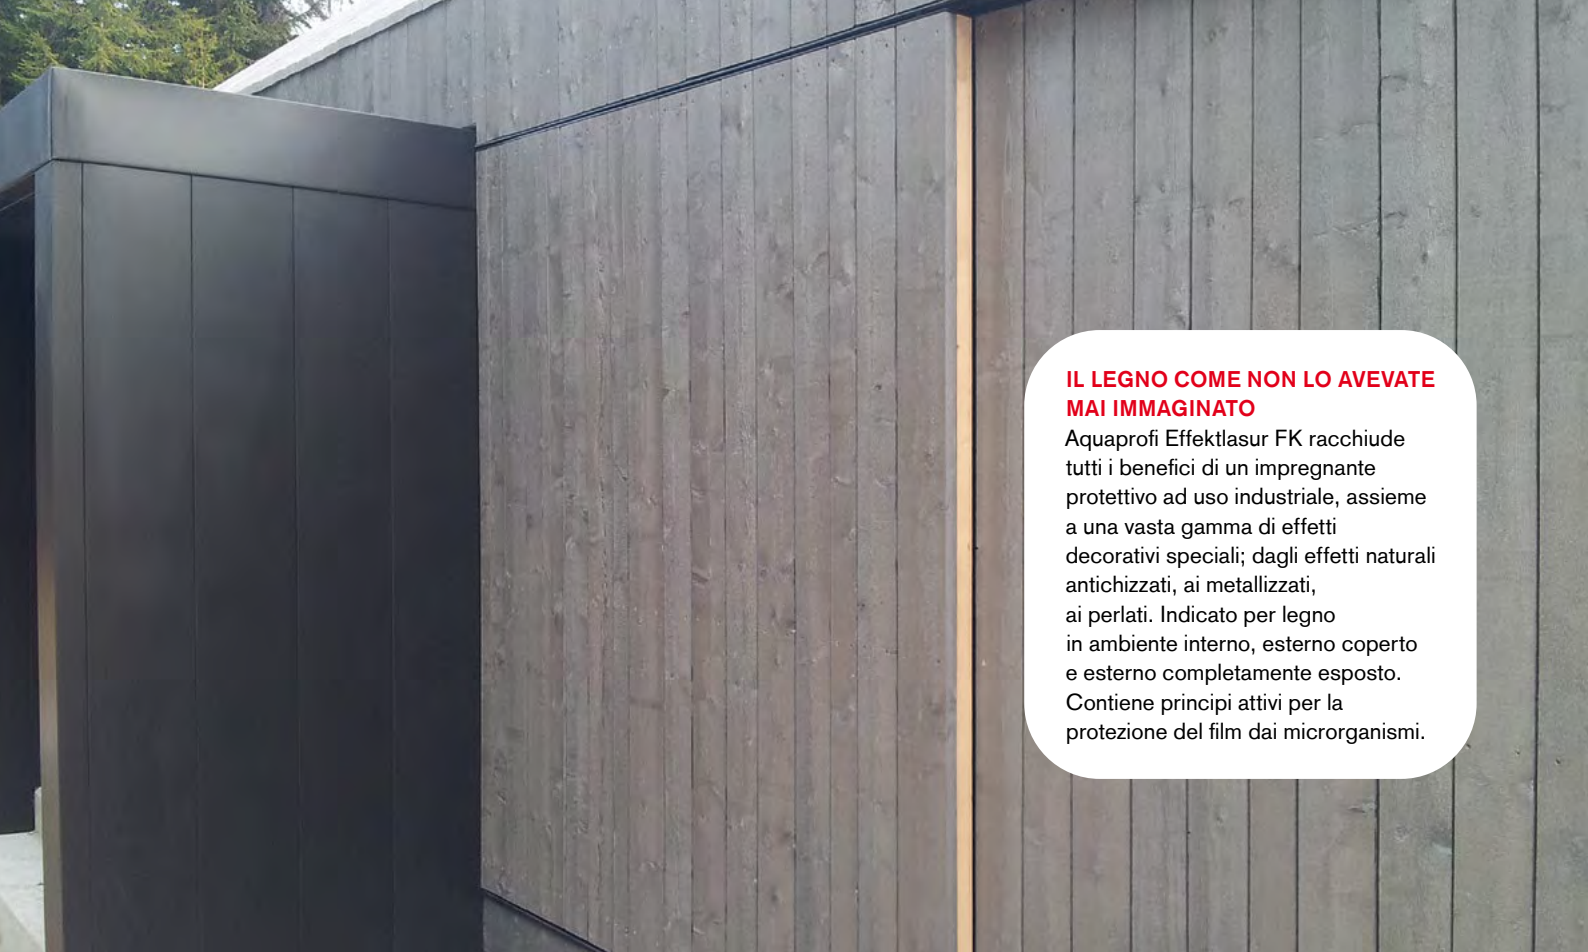 IL LEGNO COME NON LO AVEVATE
MAI IMMAGINATO
Aquaprofi Effektlasur FK racchiude
tutti i benefici di un impregnante
protettivo ad uso industriale, assieme
a una vasta gamma di effetti
decorativi speciali; dagli effetti naturali
antichizzati, ai metallizzati,
ai perlati. Indicato per legno
in ambiente interno, esterno coperto
e esterno completamente esposto.
Contiene principi attivi per la
protezione del film dai microrganismi.